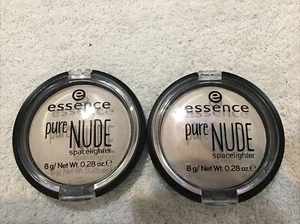 essence
pure NUDE
spacelighter
8 g/ Net Wt. 0.28 oz. ℮
essence
pure NUDE
spacelighter
8 g/ Net Wt. 0.28 oz. ℮